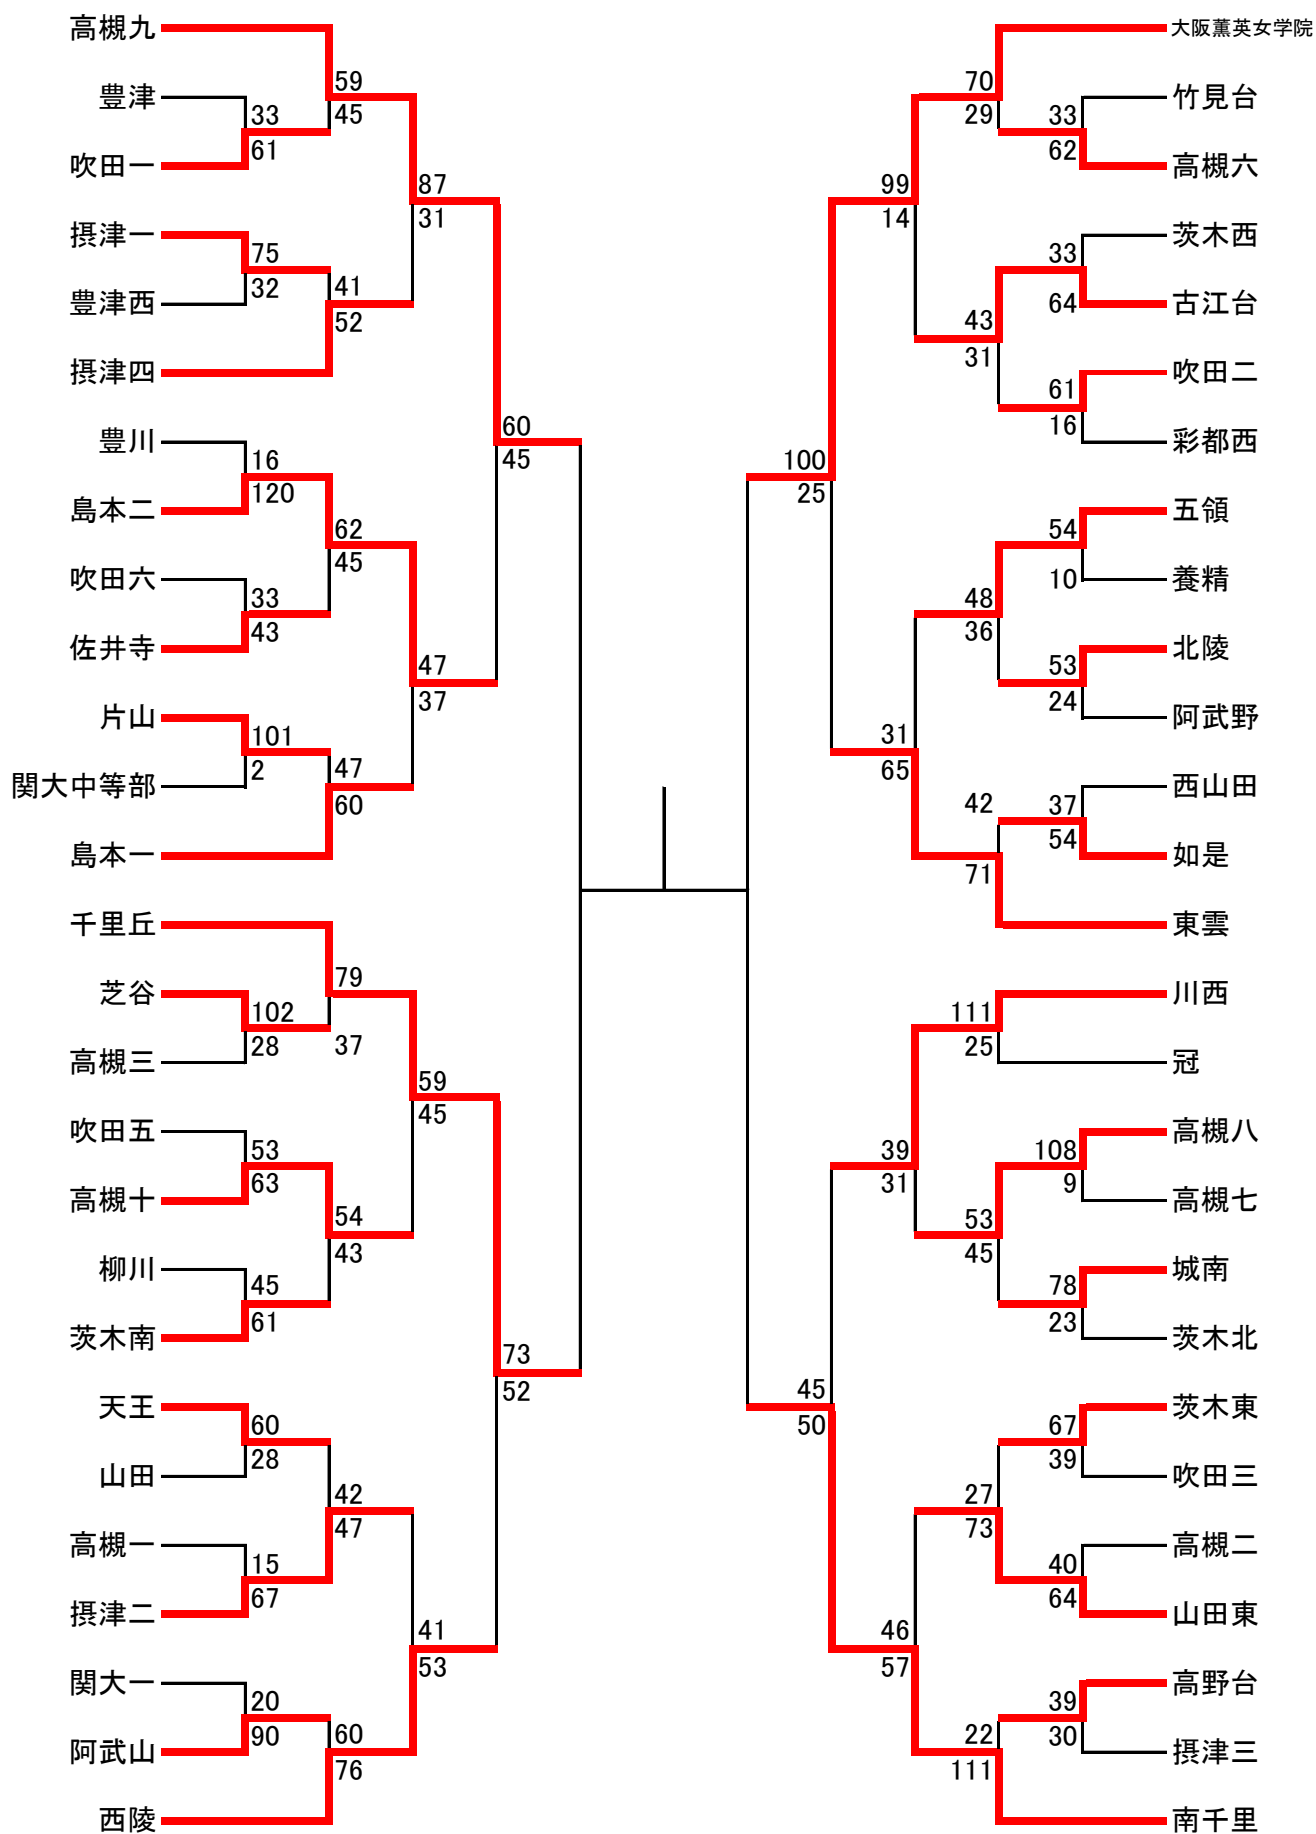 高槻九
59
豊津
45
33
61
吹田一
87
31
摂津一
75
32
41
豊津西
52
摂津四
60
45
豊川
16
120
島本二
62
45
吹田六
33
43
佐井寺
47
37
片山
101
2
47
関大中等部
60
島本一
千里丘
79
芝谷
102
28
37
高槻三
59
45
吹田五
53
63
高槻十
54
43
柳川
45
61
茨木南
73
52
天王
60
28
山田
42
47
高槻一
15
67
摂津二
41
53
関大一
20
90
60
阿武山
76
西陵
大阪薫英女学院
70
竹見台
29
33
62
高槻六
99
14
茨木西
33
64
古江台
43
31
吹田二
61
16
彩都西
100
25
五領
54
10
養精
48
36
北陵
53
24
阿武野
31
65
西山田
42
37
54
如是
71
東雲
川西
111
25
冠
高槻八
39
108
31
9
高槻七
53
45
城南
78
23
茨木北
45
50
茨木東
67
39
吹田三
27
73
高槻二
40
64
山田東
46
57
高野台
39
30
22
摂津三
111
南千里